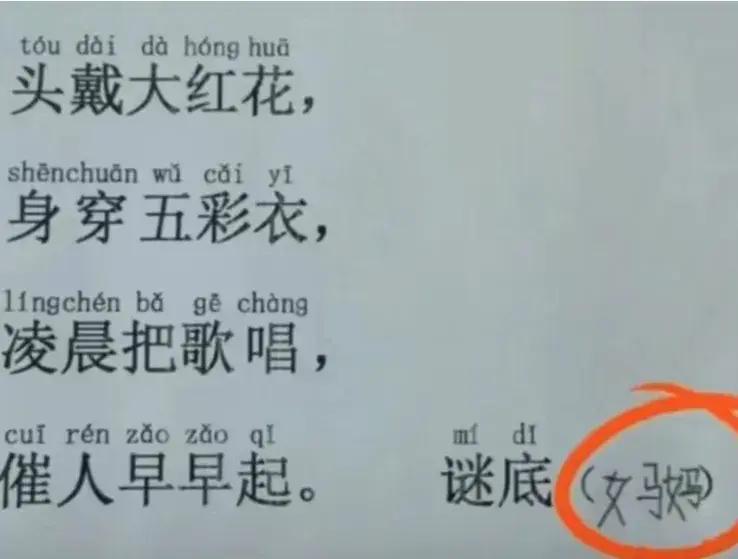 tóu dài dà hóng huā
头戴大红花，
shēnchuān wǔ cǎi yī
身穿五彩衣，
língchén bǎ gē chàng
凌晨把歌唱，
cuī rén zǎo zǎo qǐ mí dǐ
催人早早起。 谜底（女马妈）